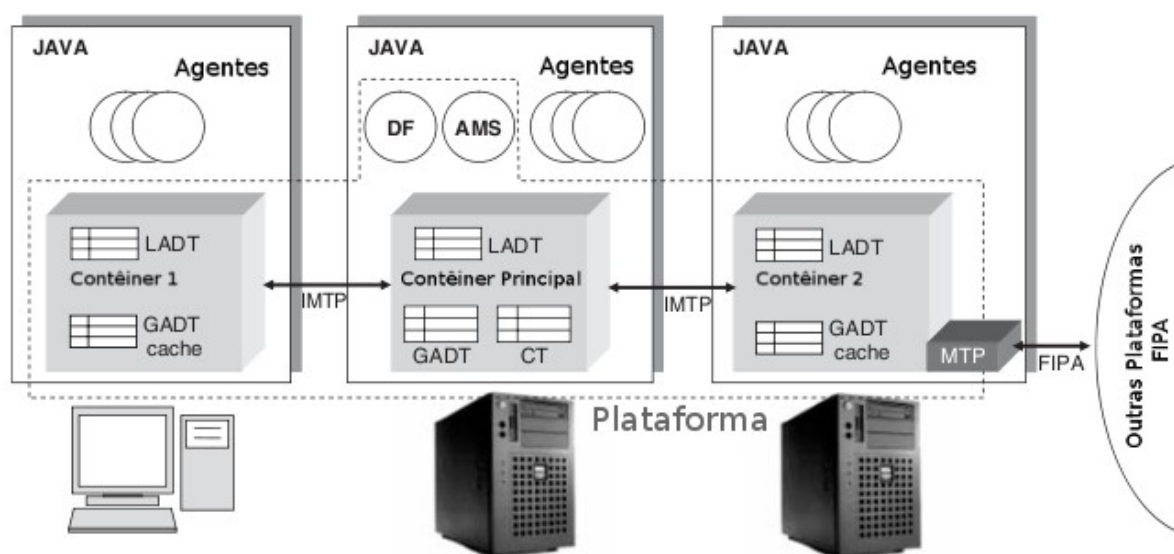 JAVA
Agentes
LADT
Contêiner 1
GADT
cache
IMTP
JAVA
Agentes
DF
AMS
LADT
Contêiner Principal
GADT
CT
IMTP
JAVA
Agentes
LADT
Contêiner 2
GADT
cache
MTP
FIPA
Outras Plataformas
FIPA
Plataforma